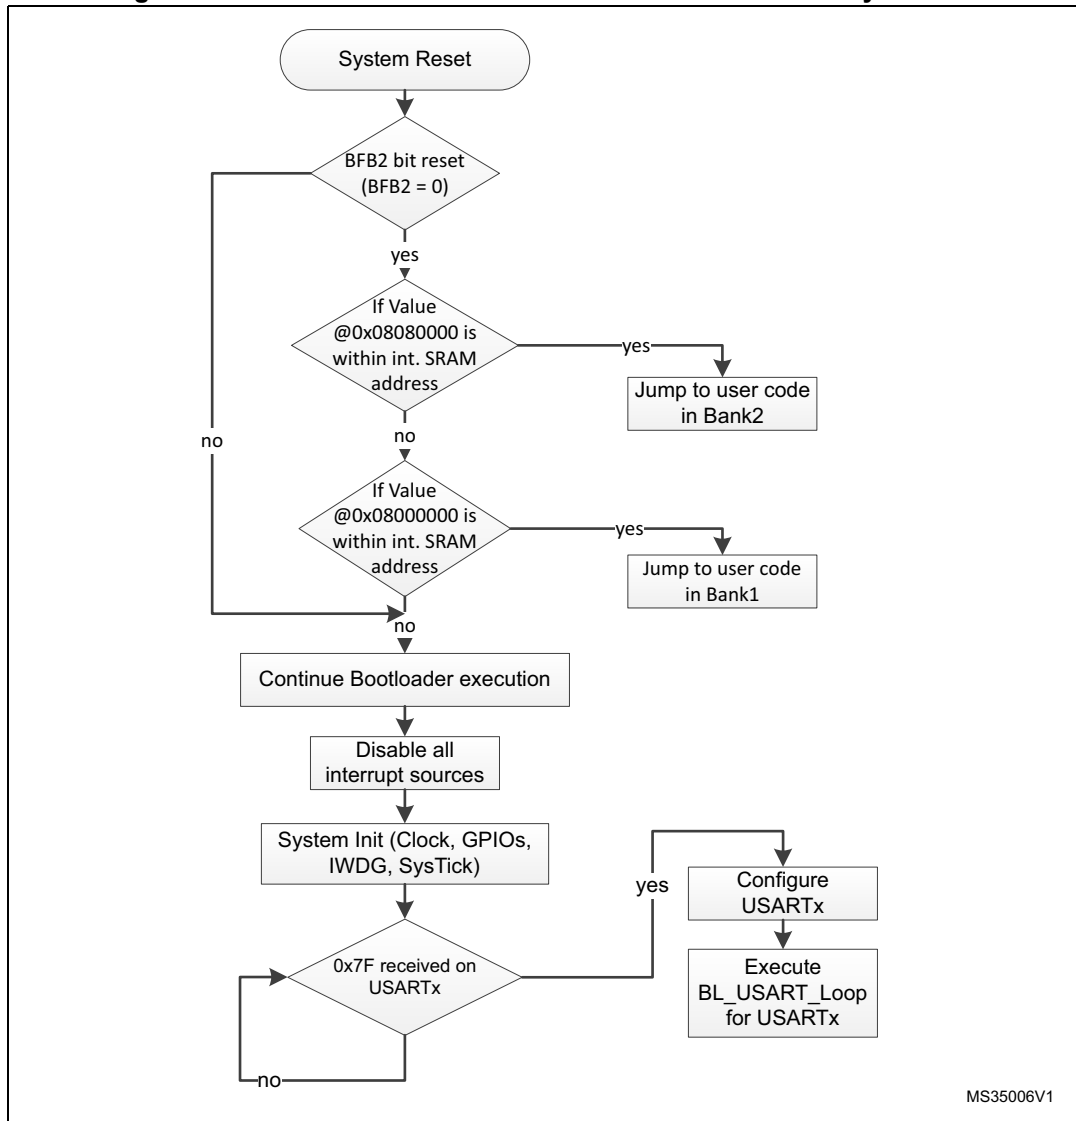 System Reset
BFB2 bit reset
(BFB2 = 0)
yes
If Value
@0x08080000 is
within int. SRAM
address
yes
Jump to user code
in Bank2
no
no
If Value
@0x08000000 is
within int. SRAM
address
yes
Jump to user code
in Bank1
no
Continue Bootloader execution
Disable all
interrupt sources
System Init (Clock, GPIOs,
IWDG, SysTick)
0x7F received on
USARTx
yes
Configure
USARTx
Execute
BL_USART_Loop
for USARTx
no
MS35006V1